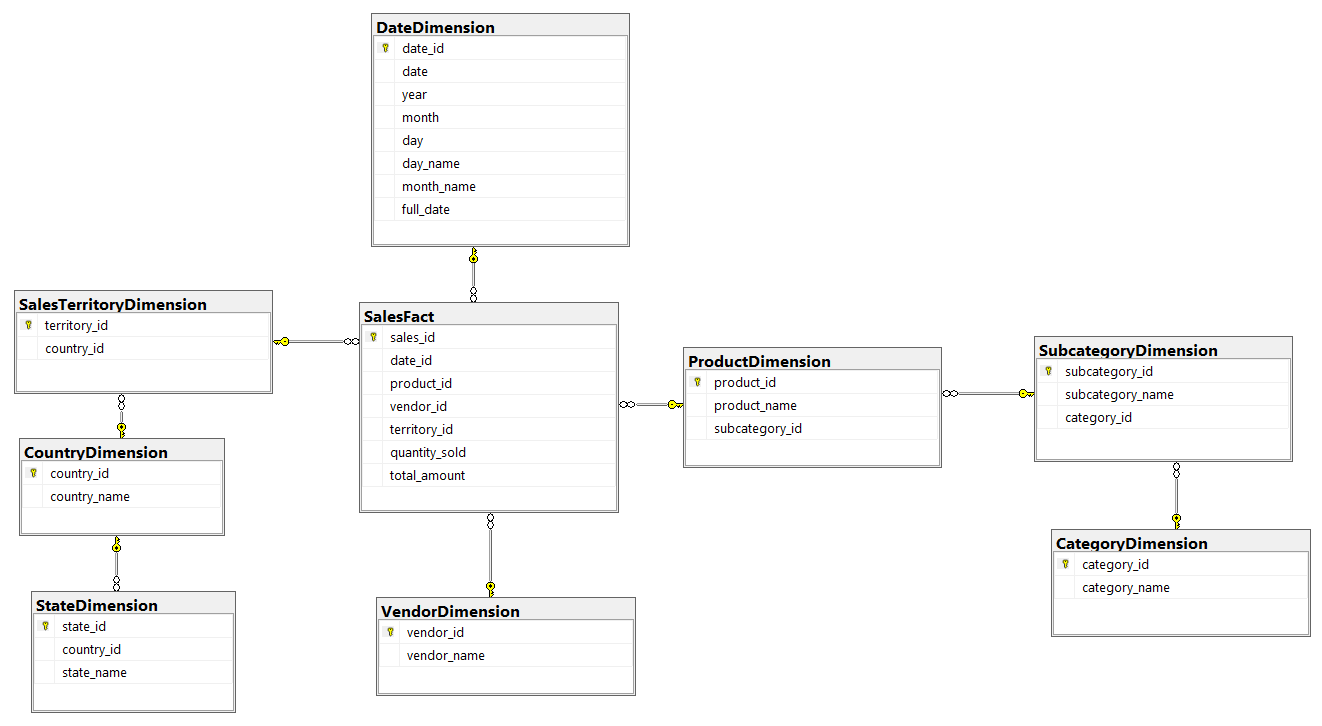 DateDimension
date_id
date
year
month
day
day_name
month_name
full_date
SalesTerritoryDimension
territory_id
country_id
SalesFact
sales_id
date_id
product_id
vendor_id
territory_id
quantity_sold
total_amount
ProductDimension
product_id
product_name
subcategory_id
SubcategoryDimension
subcategory_id
subcategory_name
category_id
CountryDimension
country_id
country_name
CategoryDimension
category_id
category_name
StateDimension
state_id
country_id
state_name
VendorDimension
vendor_id
vendor_name